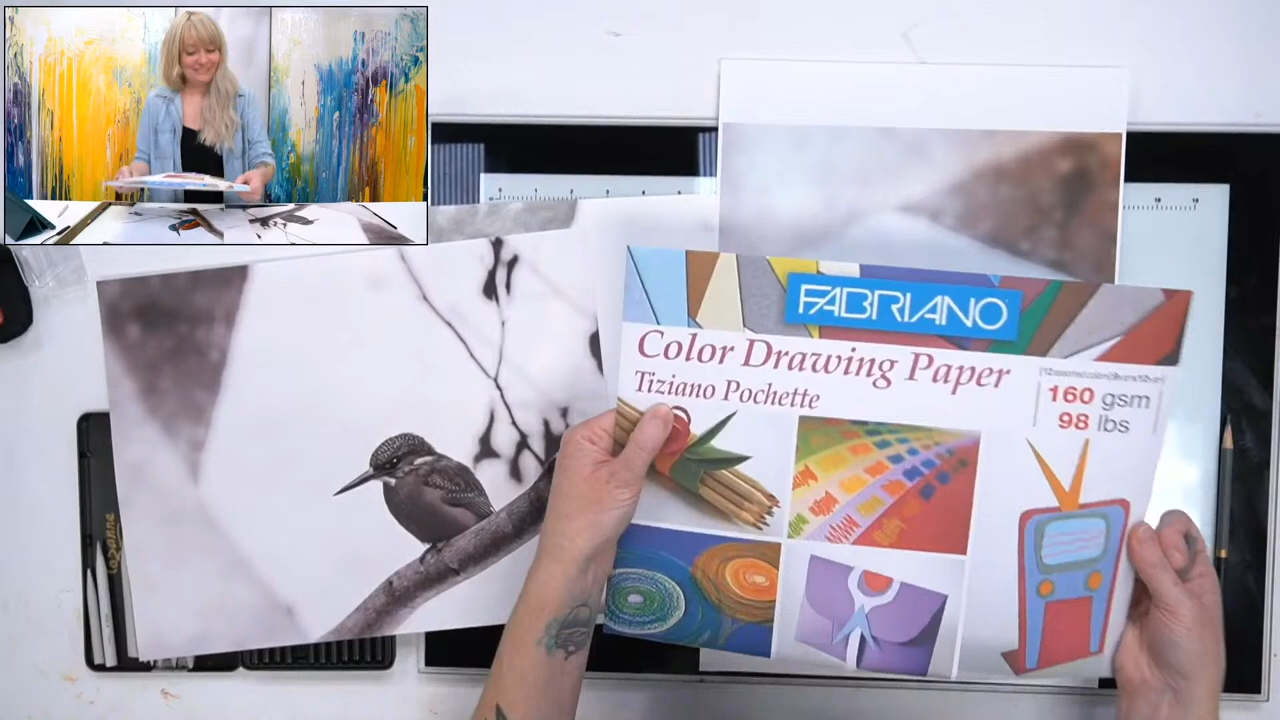 FABRIANO
Color Drawing Paper
Tiziano Pochette
160 gsm
98 lbs